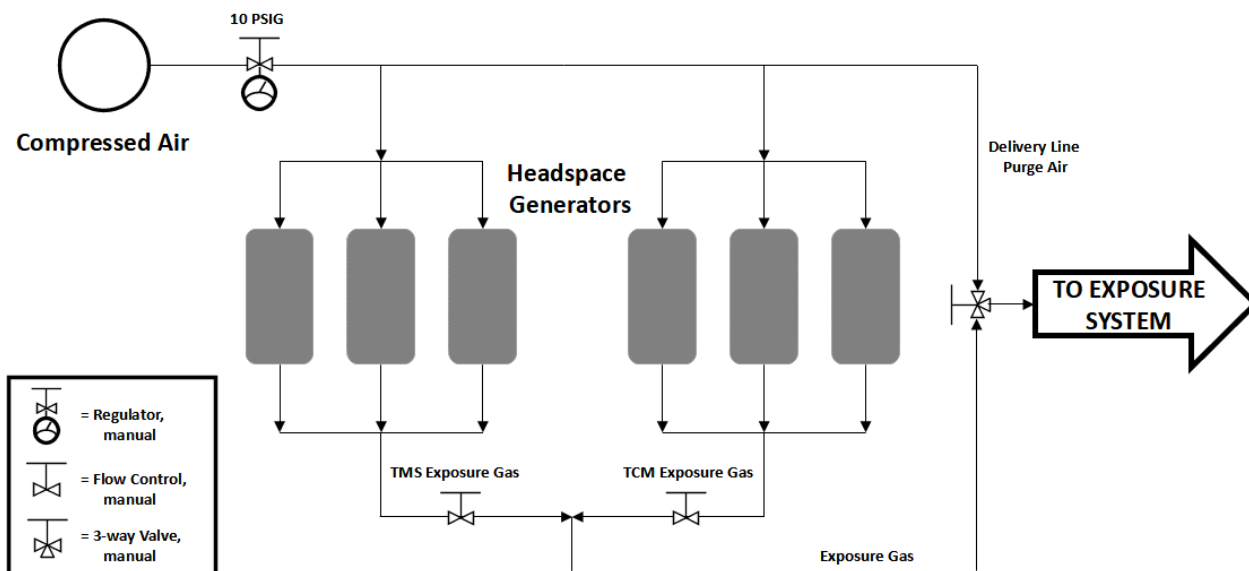 10 PSIG
Compressed Air
Headspace
Generators
Delivery Line
Purge Air
TO EXPOSURE
SYSTEM
= Regulator,
manual
= Flow Control,
manual
= 3-way Valve,
manual
TMS Exposure Gas
TCM Exposure Gas
Exposure Gas